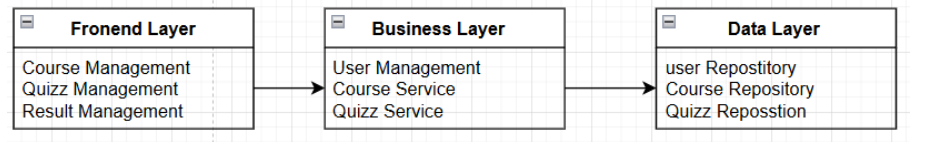 Fronend Layer
Course Management
Quizz Management
Result Management
Business Layer
User Management
Course Service
Quizz Service
Data Layer
user Repostitory
Course Repository
Quizz Reposstion